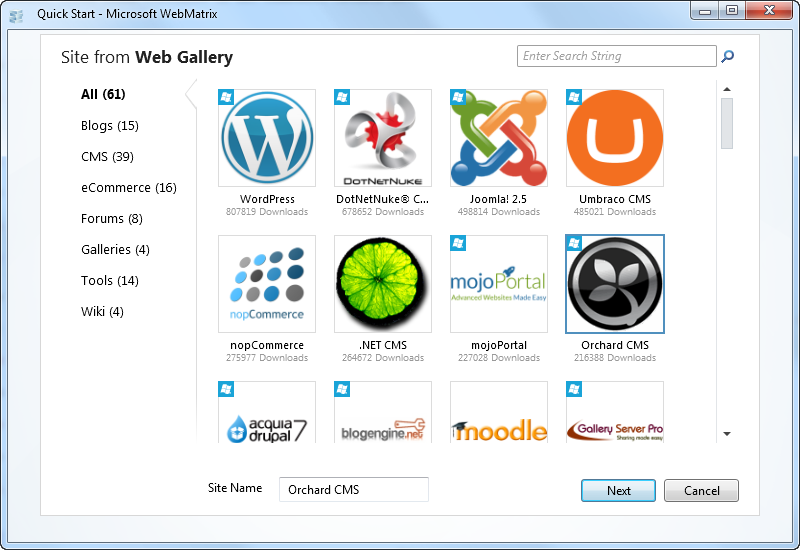 Quick Start - Microsoft WebMatrix
Site from Web Gallery
Enter Search String
All (61)
Blogs (15)
CMS (39)
eCommerce (16)
Forums (8)
Galleries (4)
Tools (14)
Wiki (4)
W
DOTNETNUKE
WordPress
DotNetNuke® C...
Joomla! 2.5
Umbraco CMS
807819 Downloads
678652 Downloads
498814 Downloads
485021 Downloads
nopCommerce
mojoPortal
Advanced Websites Made Easy
nopCommerce
.NET CMS
mojoPortal
Orchard CMS
275977 Downloads
264672 Downloads
227028 Downloads
216388 Downloads
acquia
drupal 7
blogengine.net
moodle
Gallery Server Pro
Sharing made easy
Site Name
Orchard CMS
Next
Cancel